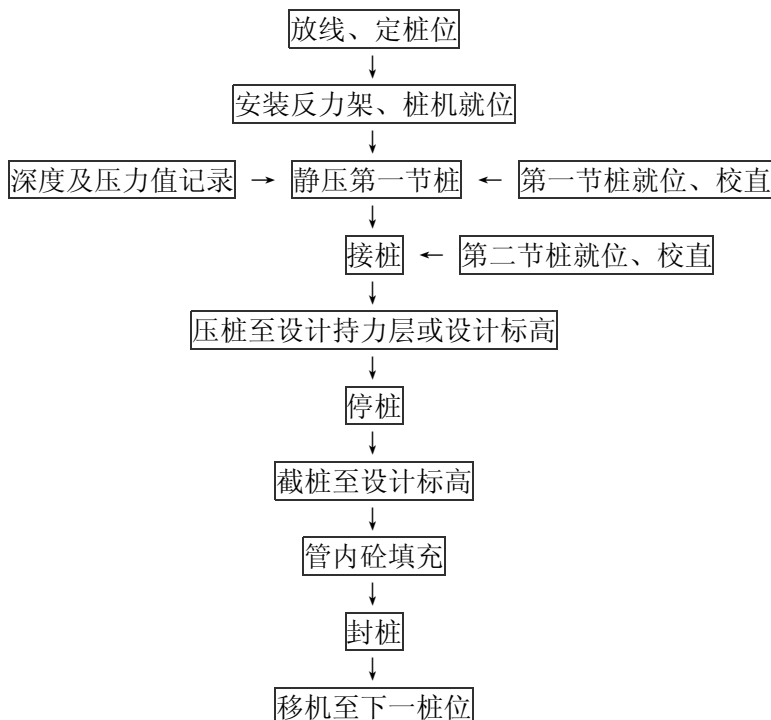 放线、定桩位
↓
安装反力架、桩机就位
↓
深度及压力值记录 → 静压第一节桩 ← 第一节桩就位、校直
↓
接桩 ← 第二节桩就位、校直
↓
压桩至设计持力层或设计标高
↓
停桩
↓
截桩至设计标高
↓
管内砼填充
↓
封桩
↓
移机至下一桩位